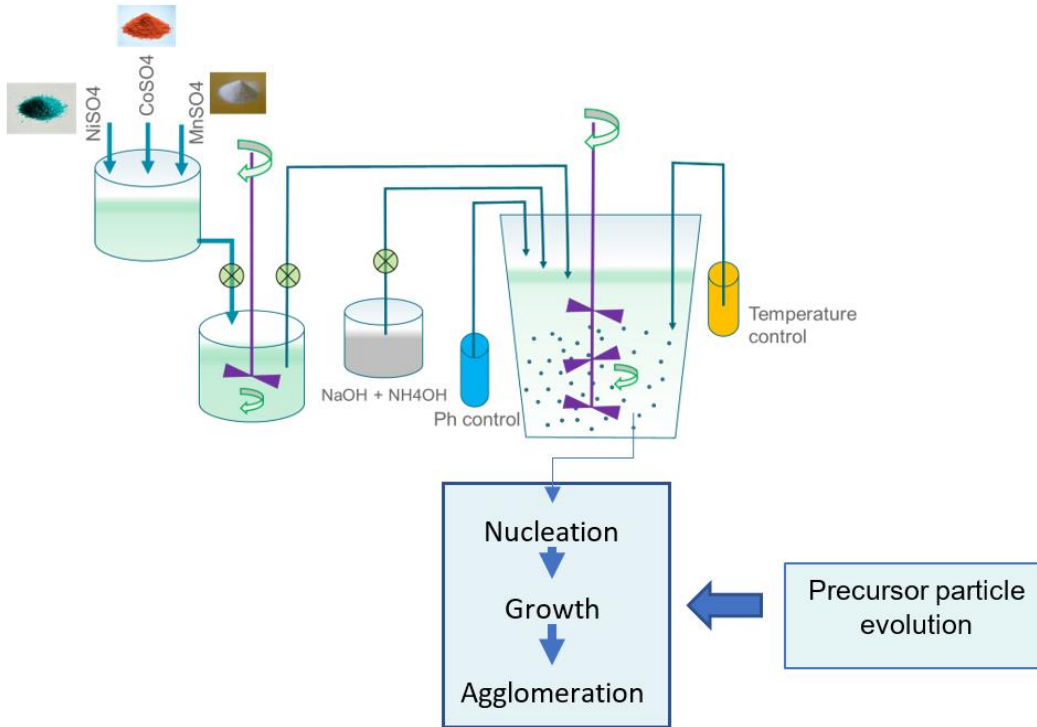 NiSO4
CoSO4
MnSO4
NaOH + NH4OH
Ph control
Temperature
control
Nucleation
Growth
Agglomeration
Precursor particle
evolution